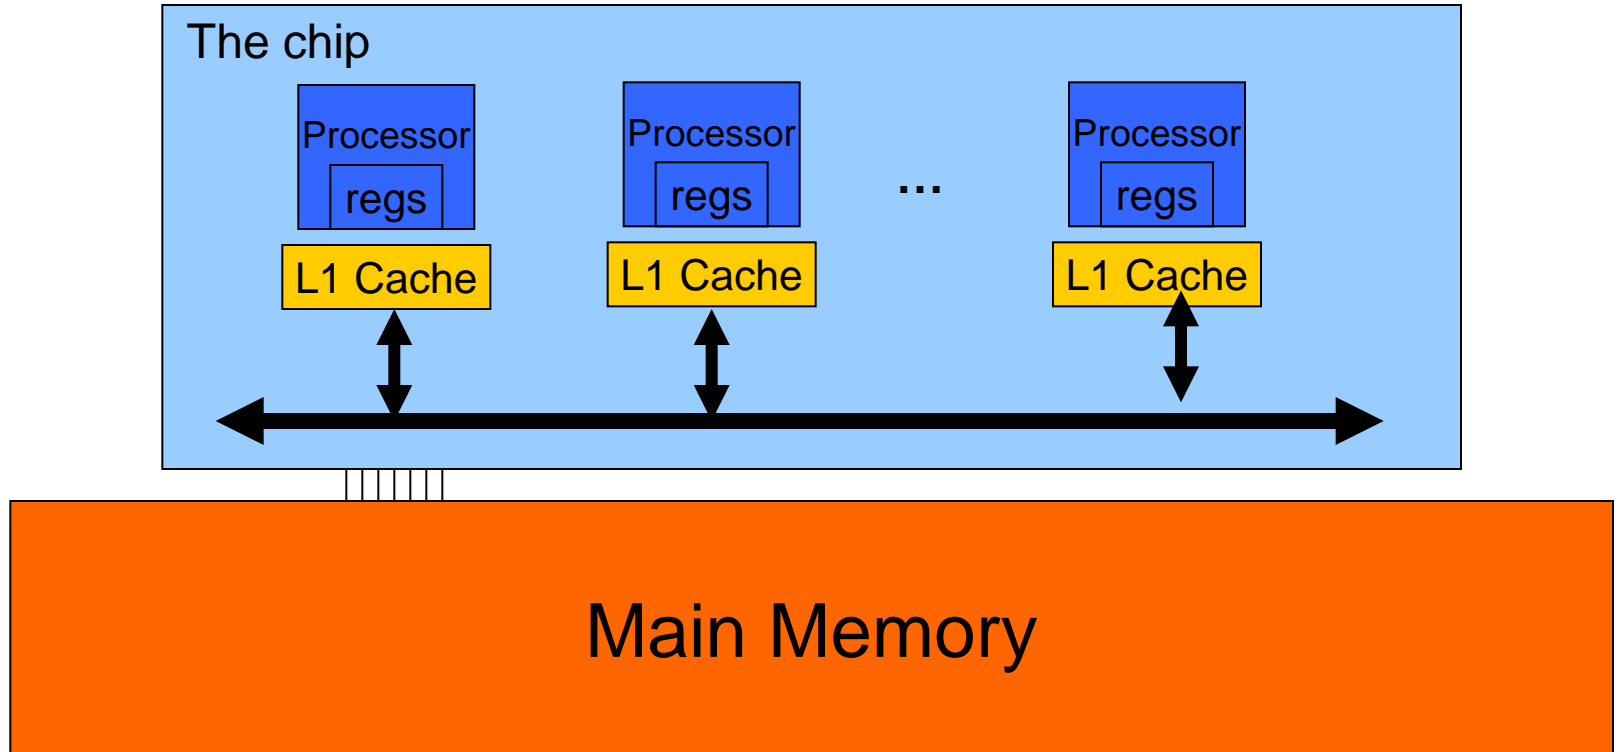 The chip
Processor
regs
L1 Cache
Processor
regs
L1 Cache
...
Processor
regs
L1 Cache
Main Memory